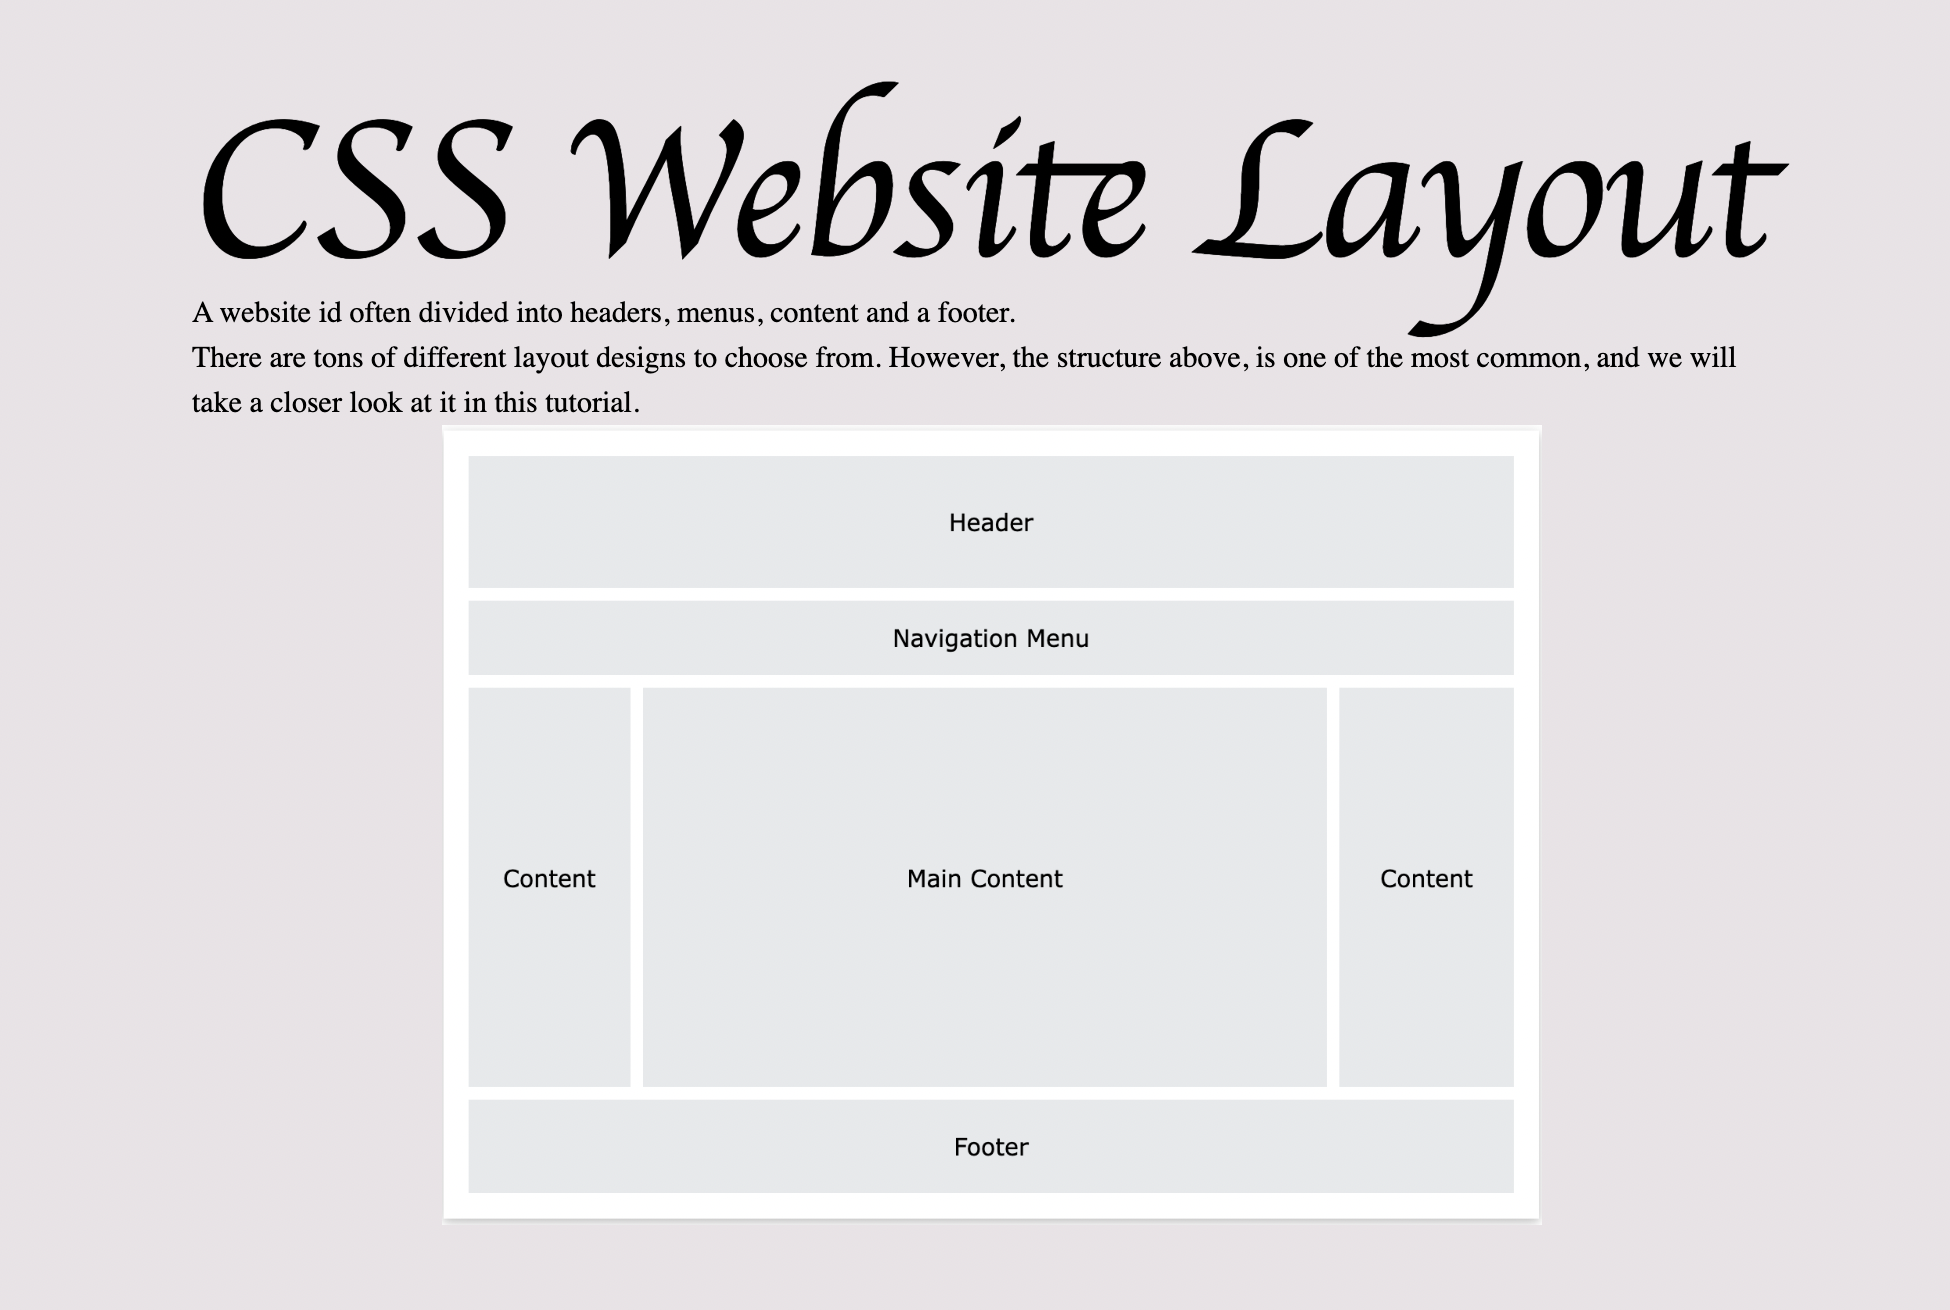 CSS Website Layout
A website id often divided into headers, menus, content and a footer.
There are tons of different layout designs to choose from. However, the structure above, is one of the most common, and we will
take a closer look at it in this tutorial.
Header
Navigation Menu
Content
Main Content
Content
Footer